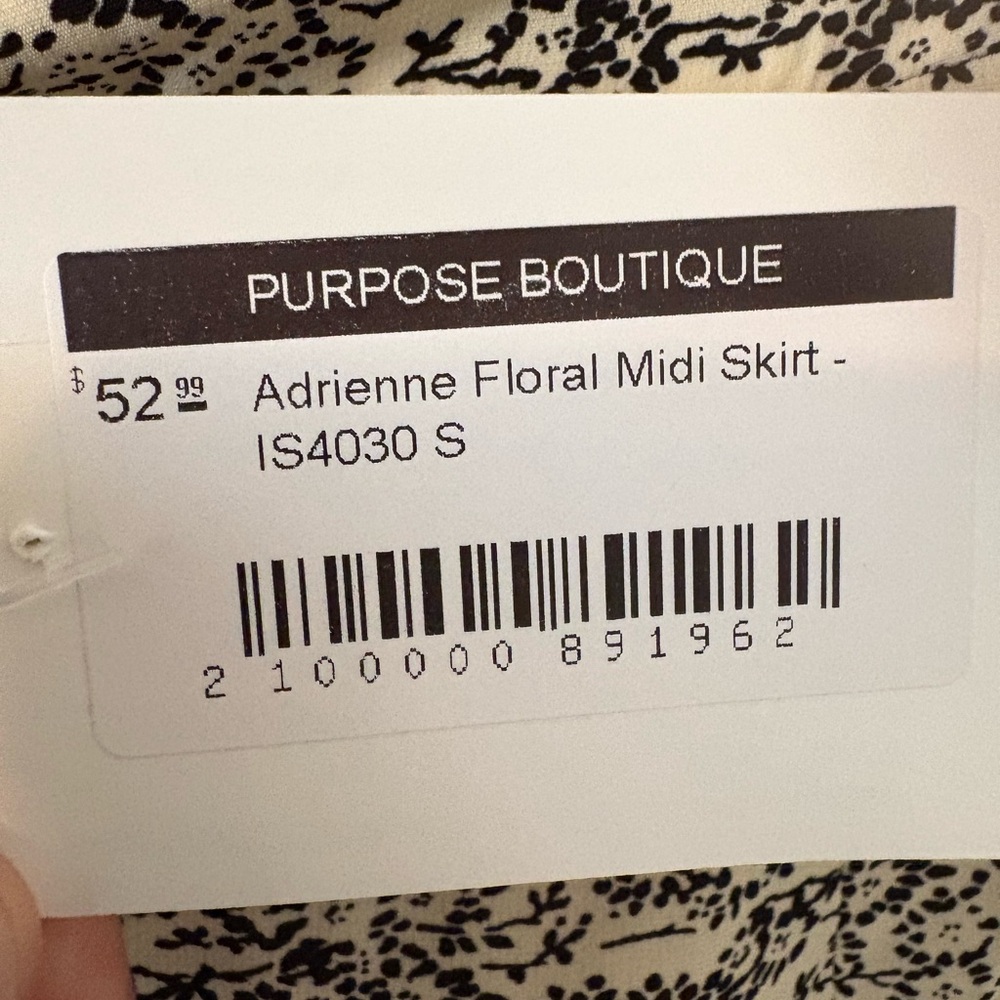 PURPOSE BOUTIQUE
$52 99 Adrienne Floral Midi Skirt -
IS4030 S
2 100000 891962